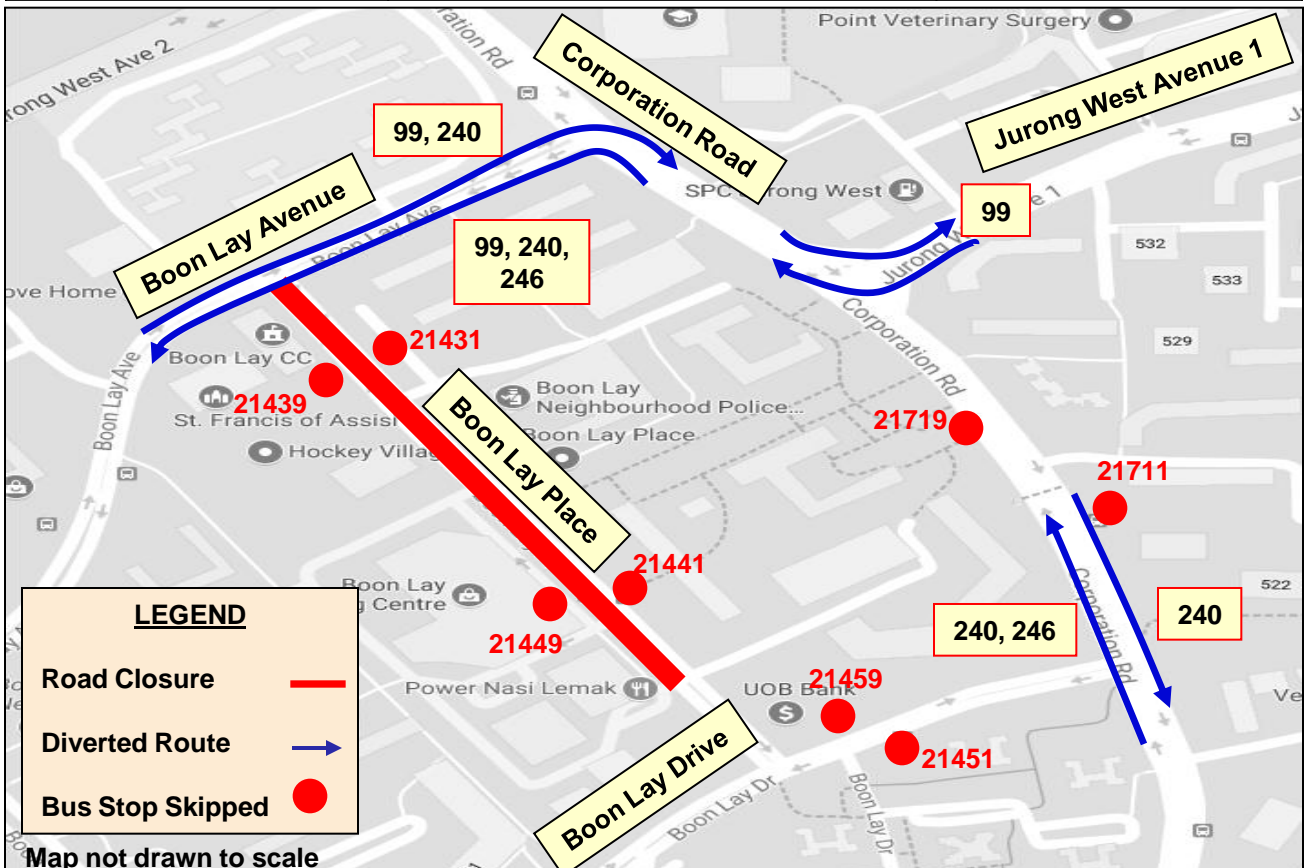 Point Veterinary Surgery
Corporation Rd
Corporation Road
Jurong West Avenue 1
rong West Ave 2
99, 240
SPC Jurong West
99
Boon Lay Avenue
Boon Lay Ave
99, 240,
246
532
533
529
ove Home
21431
Boon Lay CC
21439
St. Francis of Assisi
Hockey Villag
Boon Lay Ave
Boon Lay
Neighbourhood Police...
Boon Lay Place
Boon Lay Place
Corporation Rd
21719
21711
21441
Boon Lay
g Centre
21449
240, 246
240
522
Corporation Rd
Power Nasi Lemak
UOB Bank
21459
21451
Boon Lay Drive
Boon Lay Dr
Boon Lay Dr
LEGEND
Road Closure
Diverted Route
Bus Stop Skipped
Map not drawn to scale